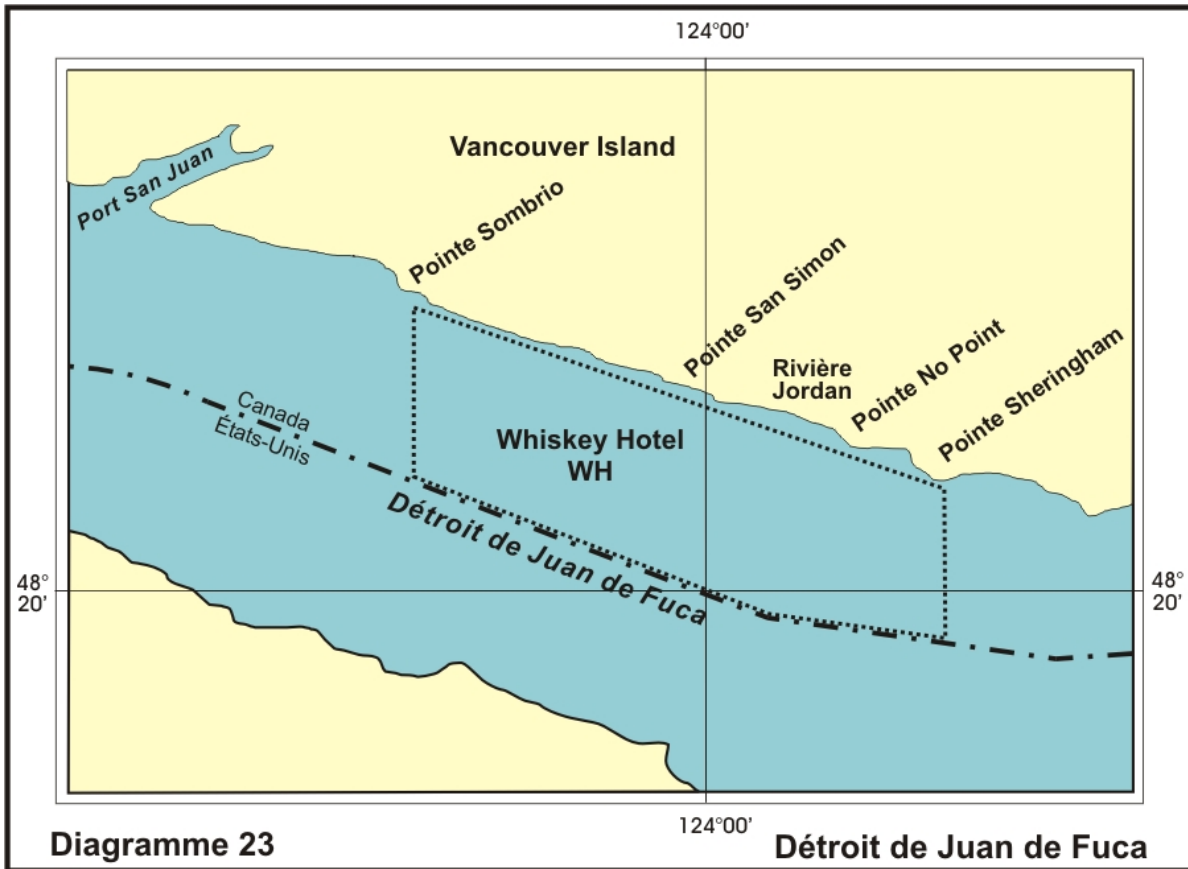 124°00'
Vancouver Island
Port San Juan
Pointe Sombrio
Pointe San Simon
Rivière
Jordan
Pointe No Point
Pointe Sheringham
Canada
États-Unis
Whiskey Hotel
WH
Détroit de Juan de Fuca
48°
20'
48°
20'
124°00'
Diagramme 23
Détroit de Juan de Fuca